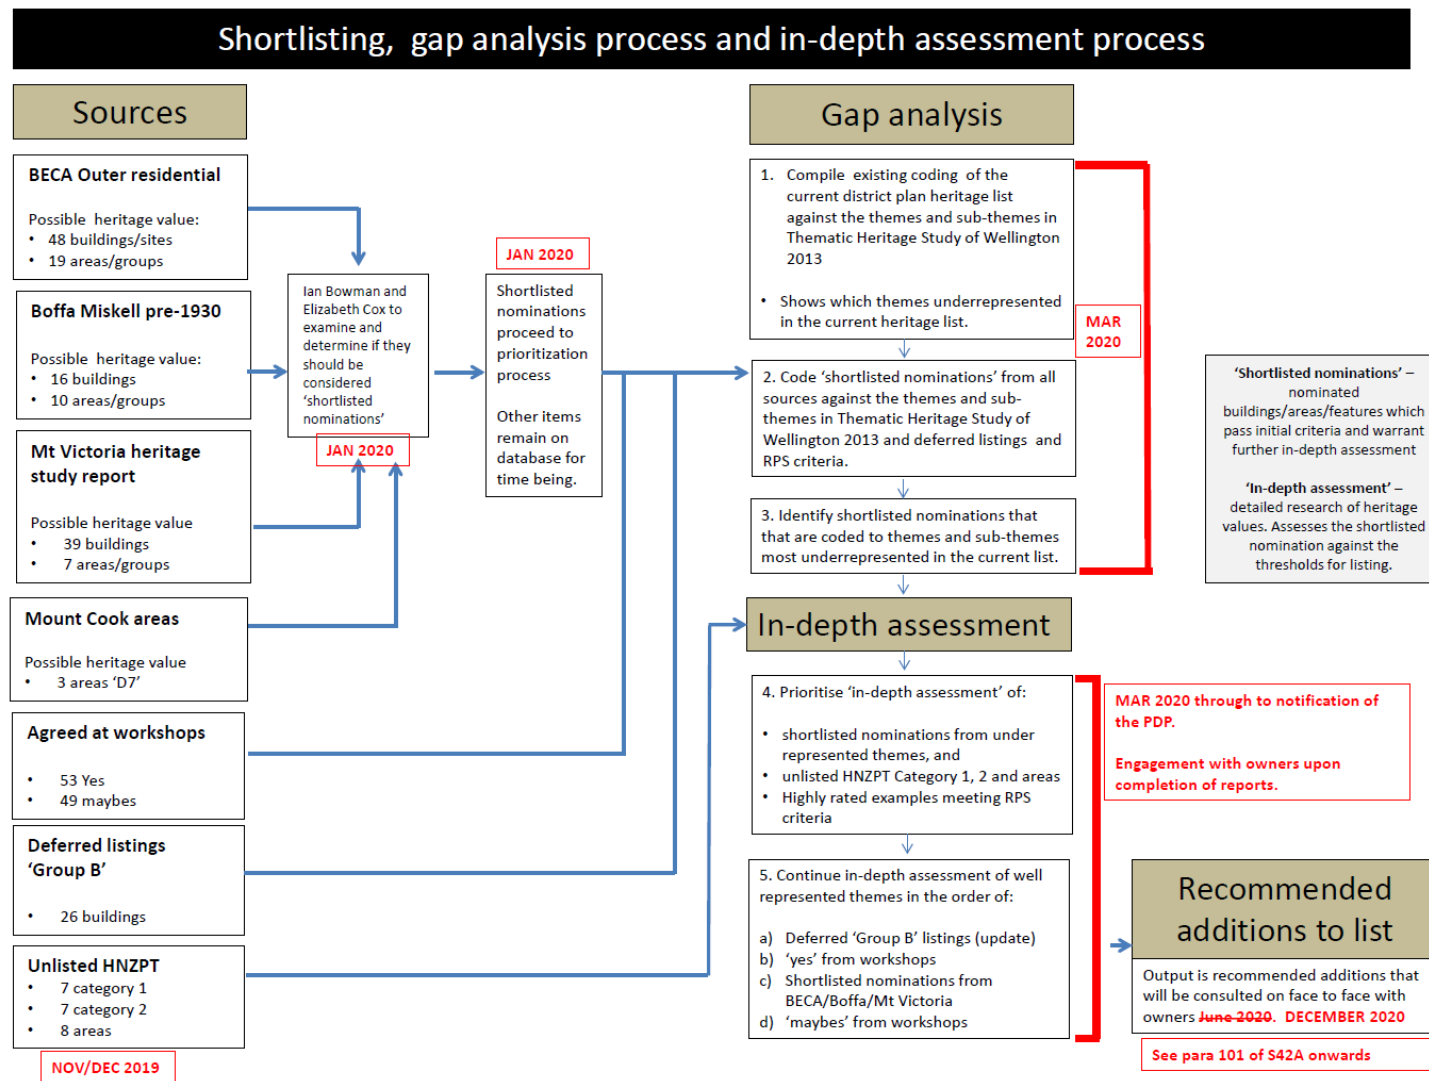 Shortlisting, gap analysis process and in-depth assessment process
Sources
BECA Outer residential
Possible heritage value:
• 48 buildings/sites
• 19 areas/groups
Boffa Miskell pre-1930
Possible heritage value:
• 16 buildings
• 10 areas/groups
Mt Victoria heritage
study report
Possible heritage value
• 39 buildings
• 7 areas/groups
Mount Cook areas
Possible heritage value
• 3 areas ‘D7’
Agreed at workshops
• 53 Yes
• 49 maybes
Deferred listings
‘Group B’
• 26 buildings
Unlisted HNZPT
• 7 category 1
• 7 category 2
• 8 areas
NOV/DEC 2019
Ian Bowman and
Elizabeth Cox to
examine and
determine if they
should be
considered
‘shortlisted
nominations’
JAN 2020
JAN 2020
Shortlisted
nominations
proceed to
prioritization
process
Other items
remain on
database for
time being.
Gap analysis
1. Compile existing coding of the
current district plan heritage list
against the themes and sub-themes in
Thematic Heritage Study of Wellington
2013
• Shows which themes underrepresented
in the current heritage list.
MAR
2020
2. Code ‘shortlisted nominations’ from all
sources against the themes and sub-
themes in Thematic Heritage Study of
Wellington 2013 and deferred listings and
RPS criteria.
3. Identify shortlisted nominations that
that are coded to themes and sub-themes
most underrepresented in the current list.
In-depth assessment
4. Prioritise ‘in-depth assessment’ of:
• shortlisted nominations from under
represented themes, and
• unlisted HNZPT Category 1, 2 and areas
• Highly rated examples meeting RPS
criteria
5. Continue in-depth assessment of well
represented themes in the order of:
a) Deferred ‘Group B’ listings (update)
b) ‘yes’ from workshops
c) Shortlisted nominations from
BECA/Boffa/Mt Victoria
d) ‘maybes’ from workshops
‘Shortlisted nominations’ –
nominated
buildings/areas/features which
pass initial criteria and warrant
further in-depth assessment
‘In-depth assessment’ –
detailed research of heritage
values. Assesses the shortlisted
nomination against the
thresholds for listing.
MAR 2020 through to notification of
the PDP.
Engagement with owners upon
completion of reports.
Recommended
additions to list
Output is recommended additions that
will be consulted on face to face with
owners June 2020. DECEMBER 2020
See para 101 of S42A onwards